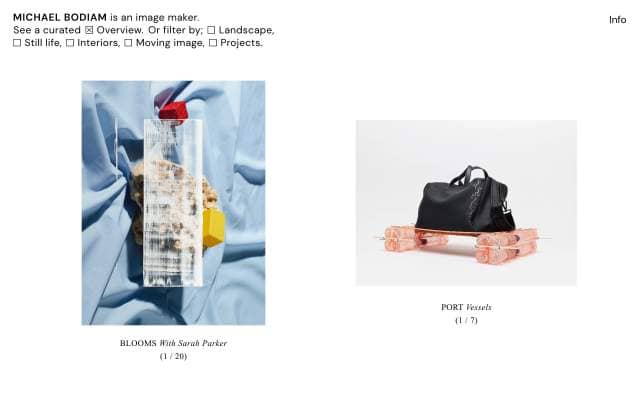 MICHAEL BODIAM is an image maker.
See a curated ☒ Overview. Or filter by; ☐ Landscape,
☐ Still life, ☐ Interiors, ☐ Moving image, ☐ Projects.
Info
BLOOMS With Sarah Parker
(1 / 20)
PORT Vessels
(1 / 7)